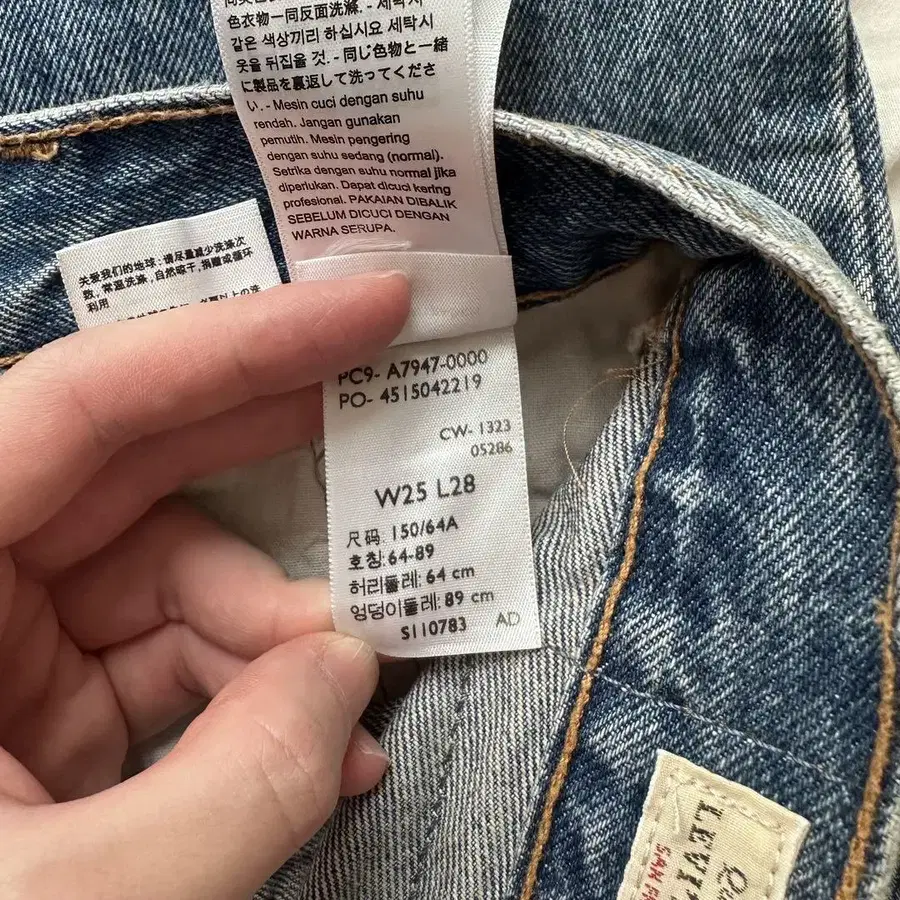 色衣物一同反面洗滌. - 세탁시
같은 색상끼리 하십시요 세탁시
옷을 뒤집을 것. - 同じ色物と一緒
に製品を裏返して洗ってくださ
い. - Mesin cuci dengan suhu
rendah. Jangan gunakan
pemutih. Mesin pengering
dengan suhu sedang (normal).
Setrika dengan suhu normal jika
diperlukan. Dapat dicuci kering
profesional. PAKAIAN DIBALIK
SEBELUM DICUCI DENGAN
WARNA SERUPA.
关爱我们的地球: 请尽量减少洗涤次
数, 常温洗涤, 自然晾干, 捐赠或循环
利用
PC9- A7947-0000
PO- 4515042219
CW- 1323
05286
W25 L28
尺码: 150/64A
호칭: 64-89
허리둘레: 64 cm
엉덩이둘레: 89 cm
S110783 AD
LEVI
SAN FR